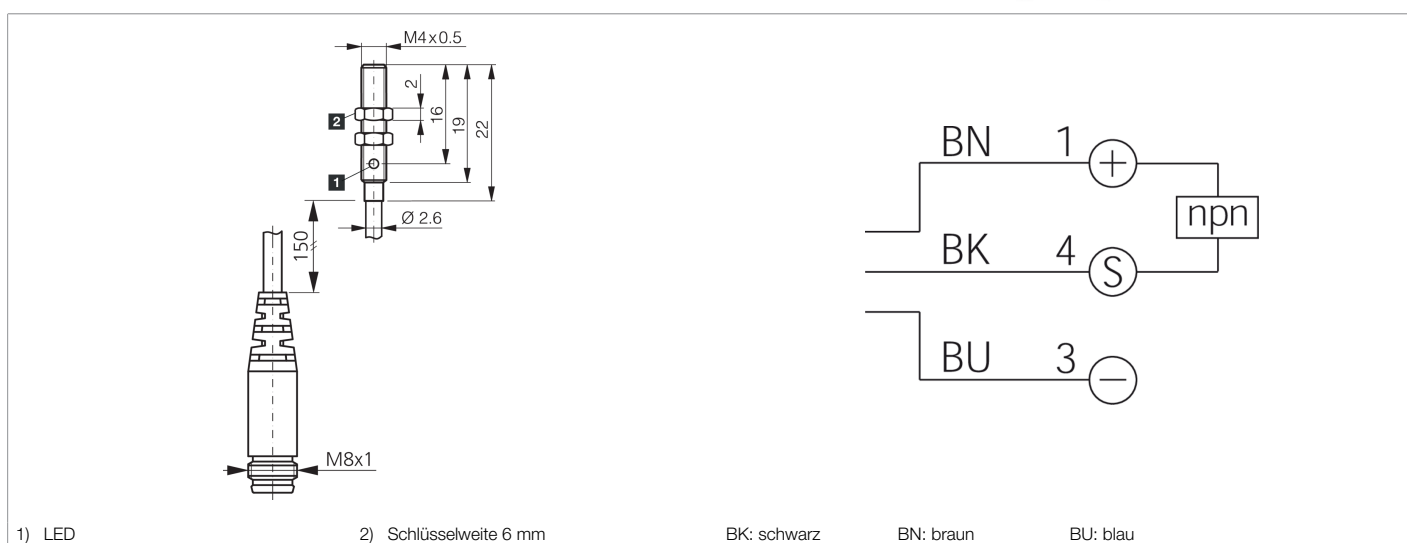 M4x0.5
2
16
19
22
2
1
Ø 2.6
150
M8x1
BN 1 +
npn
BK 4 S
BU 3 −
1) LED 2) Schlüsselweite 6 mm BK: schwarz BN: braun BU: blau